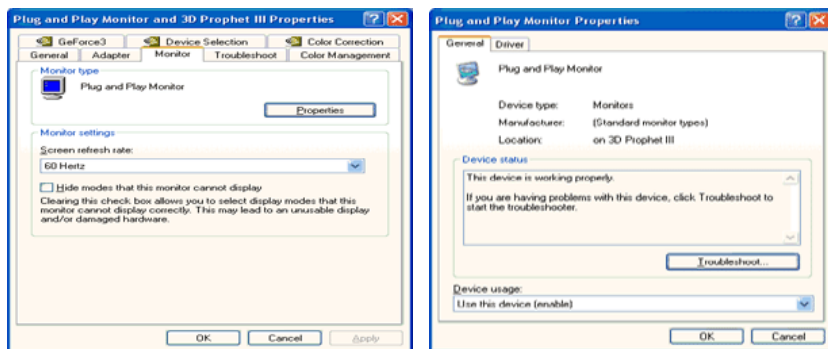 Plug and Play Monitor and 3D Prophet III Properties
GeForce3 Device Selection Color Correction
General Adapter Monitor Troubleshoot Color Management
Monitor type
Plug and Play Monitor
Properties
Monitor settings
Screen refresh rate:
60 Hertz
Hide modes that this monitor cannot display
Clearing this check box allows you to select display modes that this
monitor cannot display correctly. This may lead to an unusable display
and/or damaged hardware.
OK Cancel Apply
Plug and Play Monitor Properties
General Driver
Plug and Play Monitor
Device type: Monitors
Manufacturer: (Standard monitor types)
Location: on 3D Prophet III
Device status
This device is working properly.
If you are having problems with this device, click Troubleshoot to
start the troubleshooter.
Troubleshoot...
Device usage:
Use this device (enable)
OK Cancel